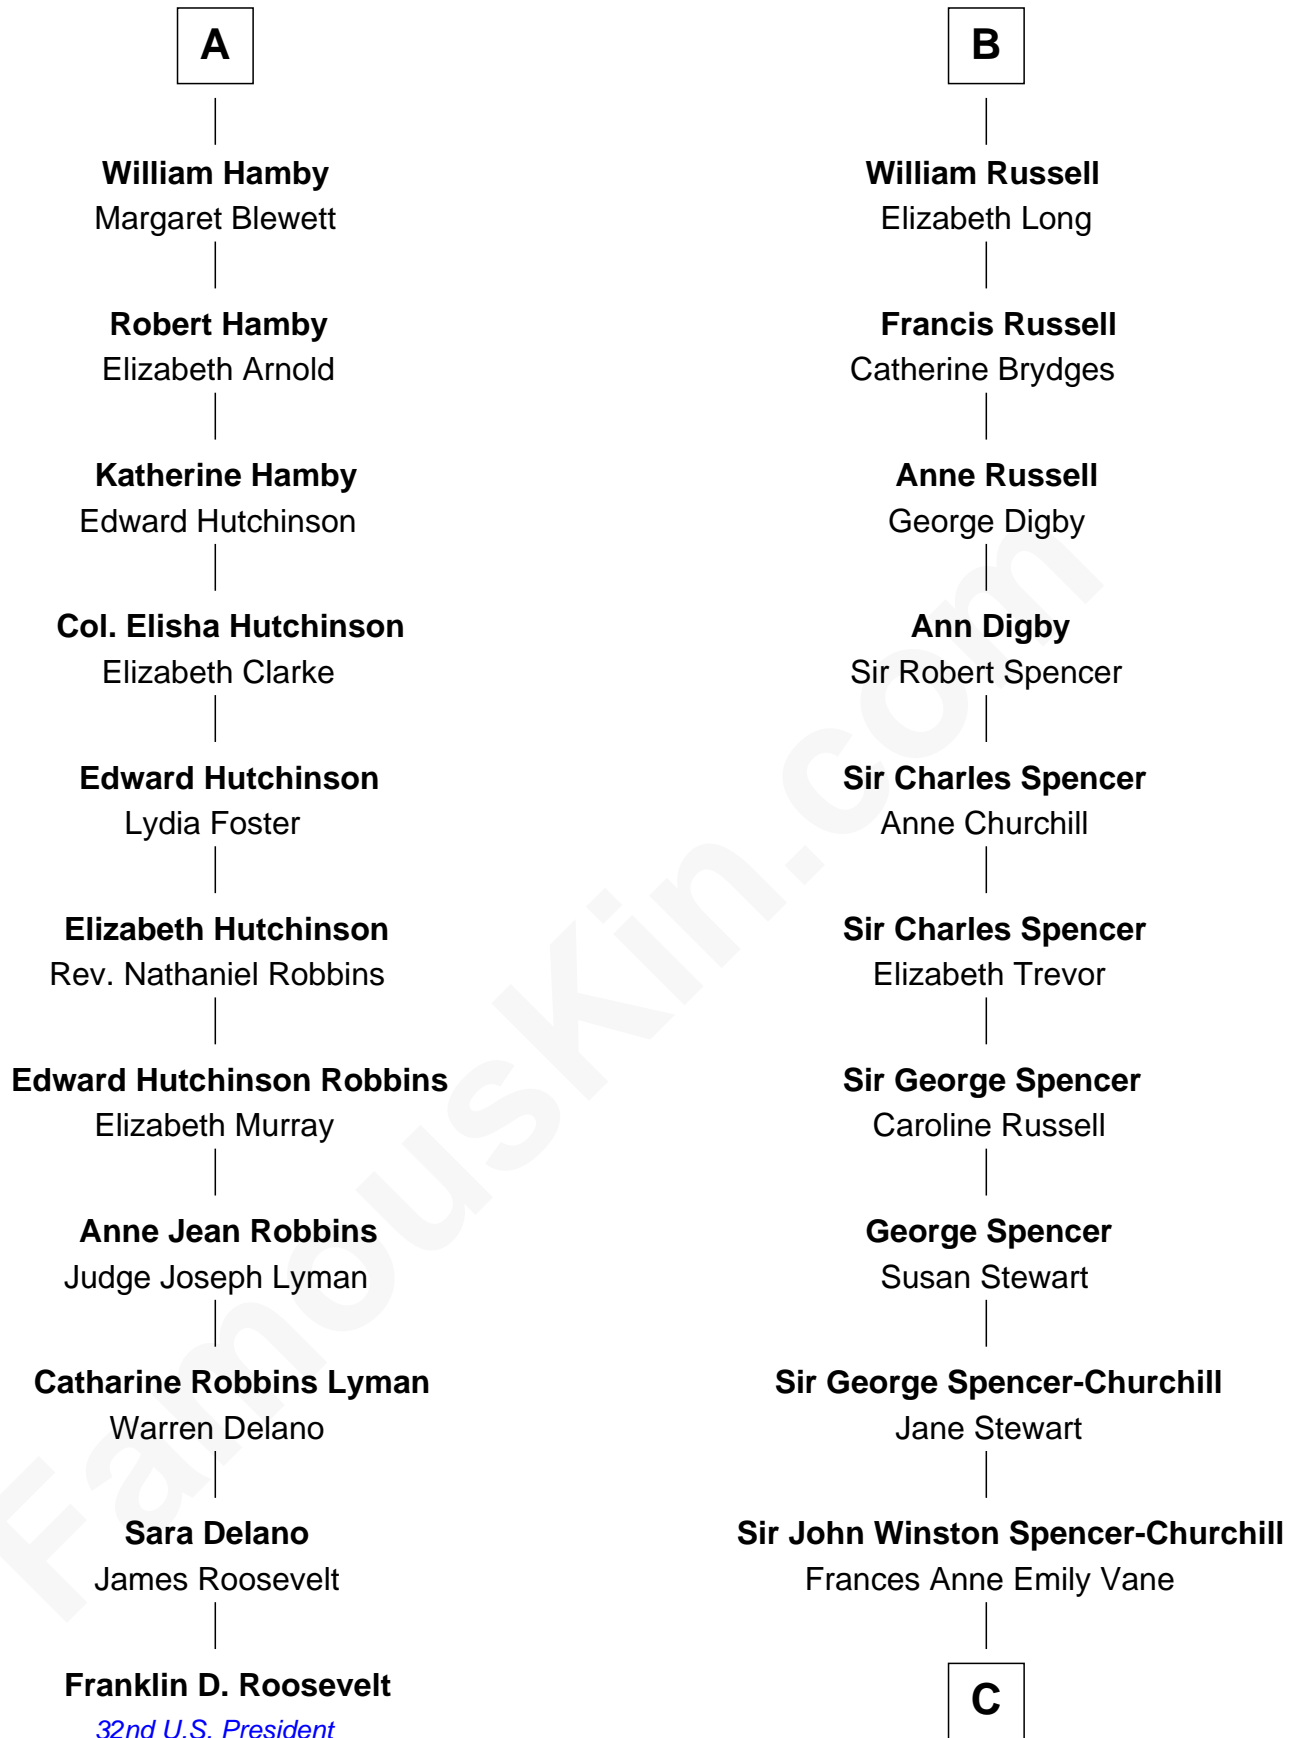 A
William Hamby
Margaret Blewett
Robert Hamby
Elizabeth Arnold
Katherine Hamby
Edward Hutchinson
Col. Elisha Hutchinson
Elizabeth Clarke
Edward Hutchinson
Lydia Foster
Elizabeth Hutchinson
Rev. Nathaniel Robbins
Edward Hutchinson Robbins
Elizabeth Murray
Anne Jean Robbins
Judge Joseph Lyman
Catharine Robbins Lyman
Warren Delano
Sara Delano
James Roosevelt
Franklin D. Roosevelt
32nd U.S. President
B
William Russell
Elizabeth Long
Francis Russell
Catherine Brydges
Anne Russell
George Digby
Ann Digby
Sir Robert Spencer
Sir Charles Spencer
Anne Churchill
Sir Charles Spencer
Elizabeth Trevor
Sir George Spencer
Caroline Russell
George Spencer
Susan Stewart
Sir George Spencer-Churchill
Jane Stewart
Sir John Winston Spencer-Churchill
Frances Anne Emily Vane
C
FamousKin.com